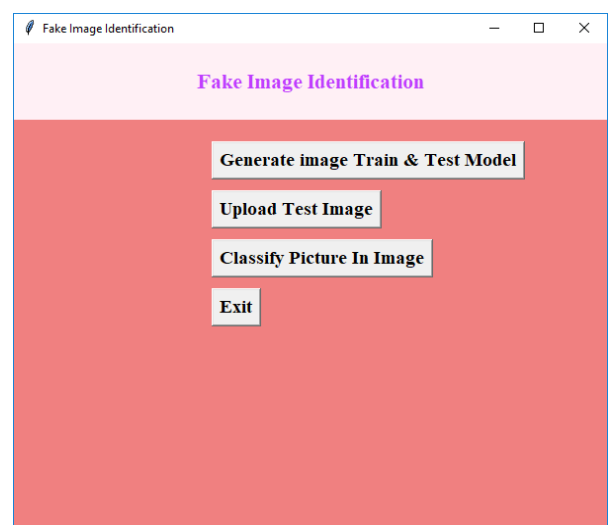 Fake Image Identification
Fake Image Identification
Generate image Train & Test Model
Upload Test Image
Classify Picture In Image
Exit